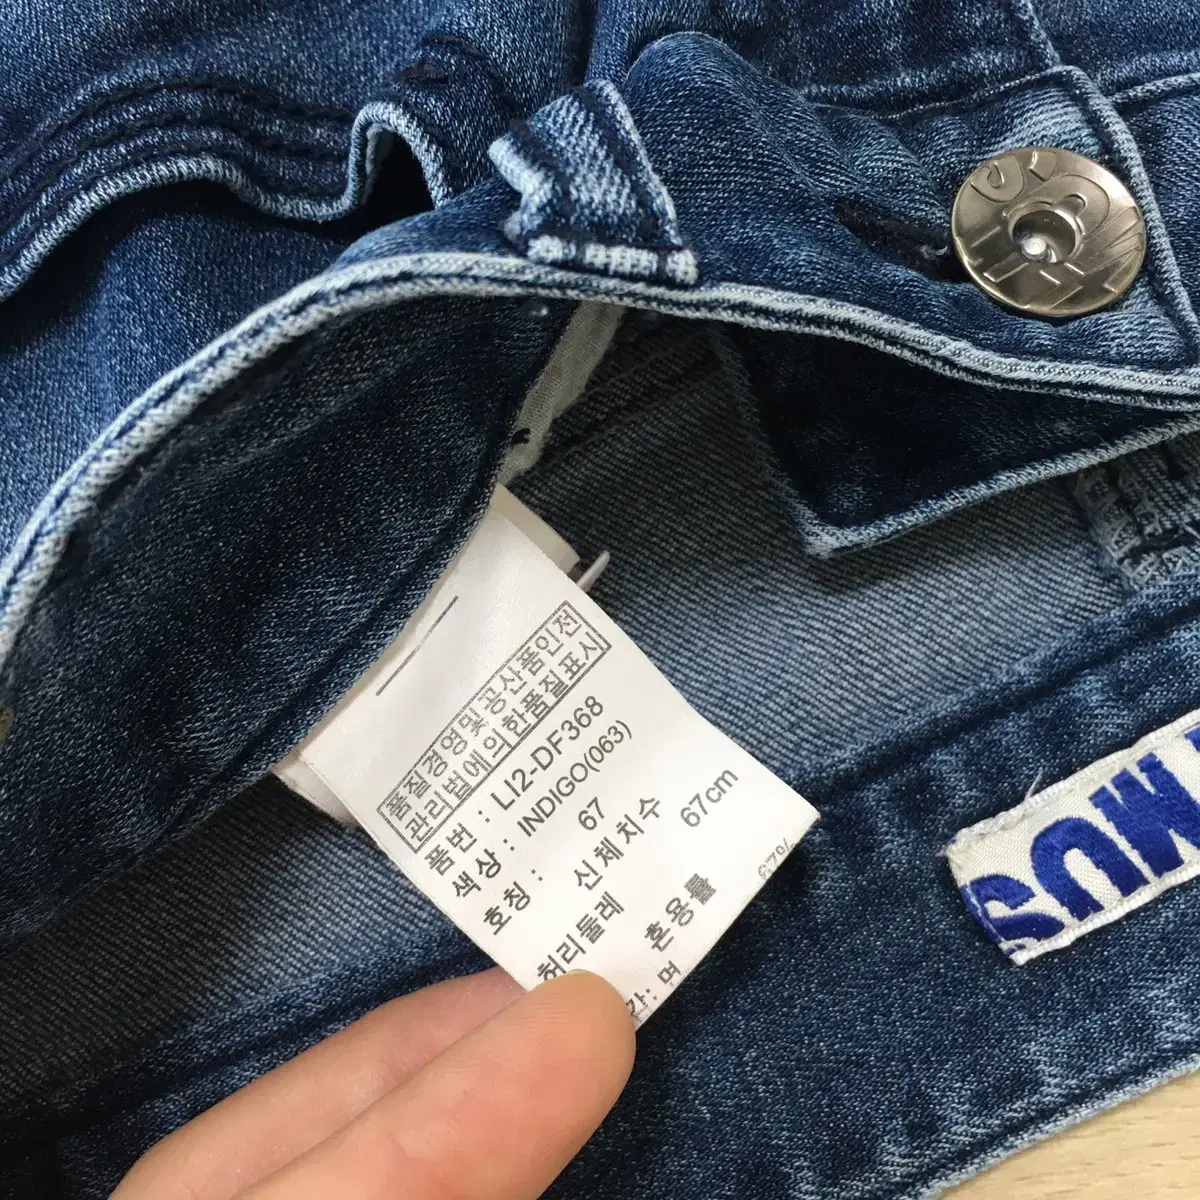 품질경영및공산품안전
관리법에의한품질표시
품번 : LI2-DF368
색상 : INDIGO(063)
호칭 : 67
신체치수
허리둘레 67cm
혼용률
면 67%